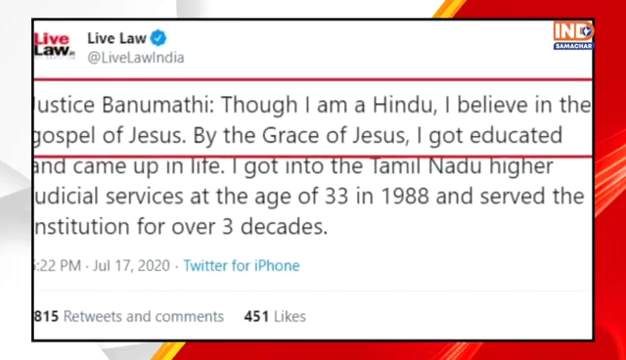 IND
SAMACHAR
Live
Law.in
Live Law
@LiveLawIndia
Justice Banumathi: Though I am a Hindu, I believe in the
gospel of Jesus. By the Grace of Jesus, I got educated
and came up in life. I got into the Tamil Nadu higher
judicial services at the age of 33 in 1988 and served the
institution for over 3 decades.
:22 PM · Jul 17, 2020 · Twitter for iPhone
815 Retweets and comments 451 Likes